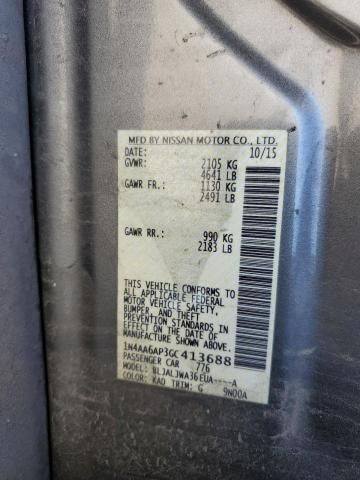 MFD BY NISSAN MOTOR CO., LTD.
DATE: 10/15
GVWR: 2105 KG
4641 LB
GAWR FR.: 1130 KG
2491 LB
GAWR RR.: 990 KG
2183 LB
THIS VEHICLE CONFORMS TO
ALL APPLICABLE FEDERAL
MOTOR VEHICLE SAFETY,
BUMPER, AND THEFT
PREVENTION STANDARDS IN
EFFECT ON THE DATE OF
MANUFACTURE SHOWN ABOVE.
1N4AA6AP3GC413688
PASSENGER CAR 776
MODEL: BLJALJWA36EUA----A
COLOR: KAD TRIM: G 9N00A